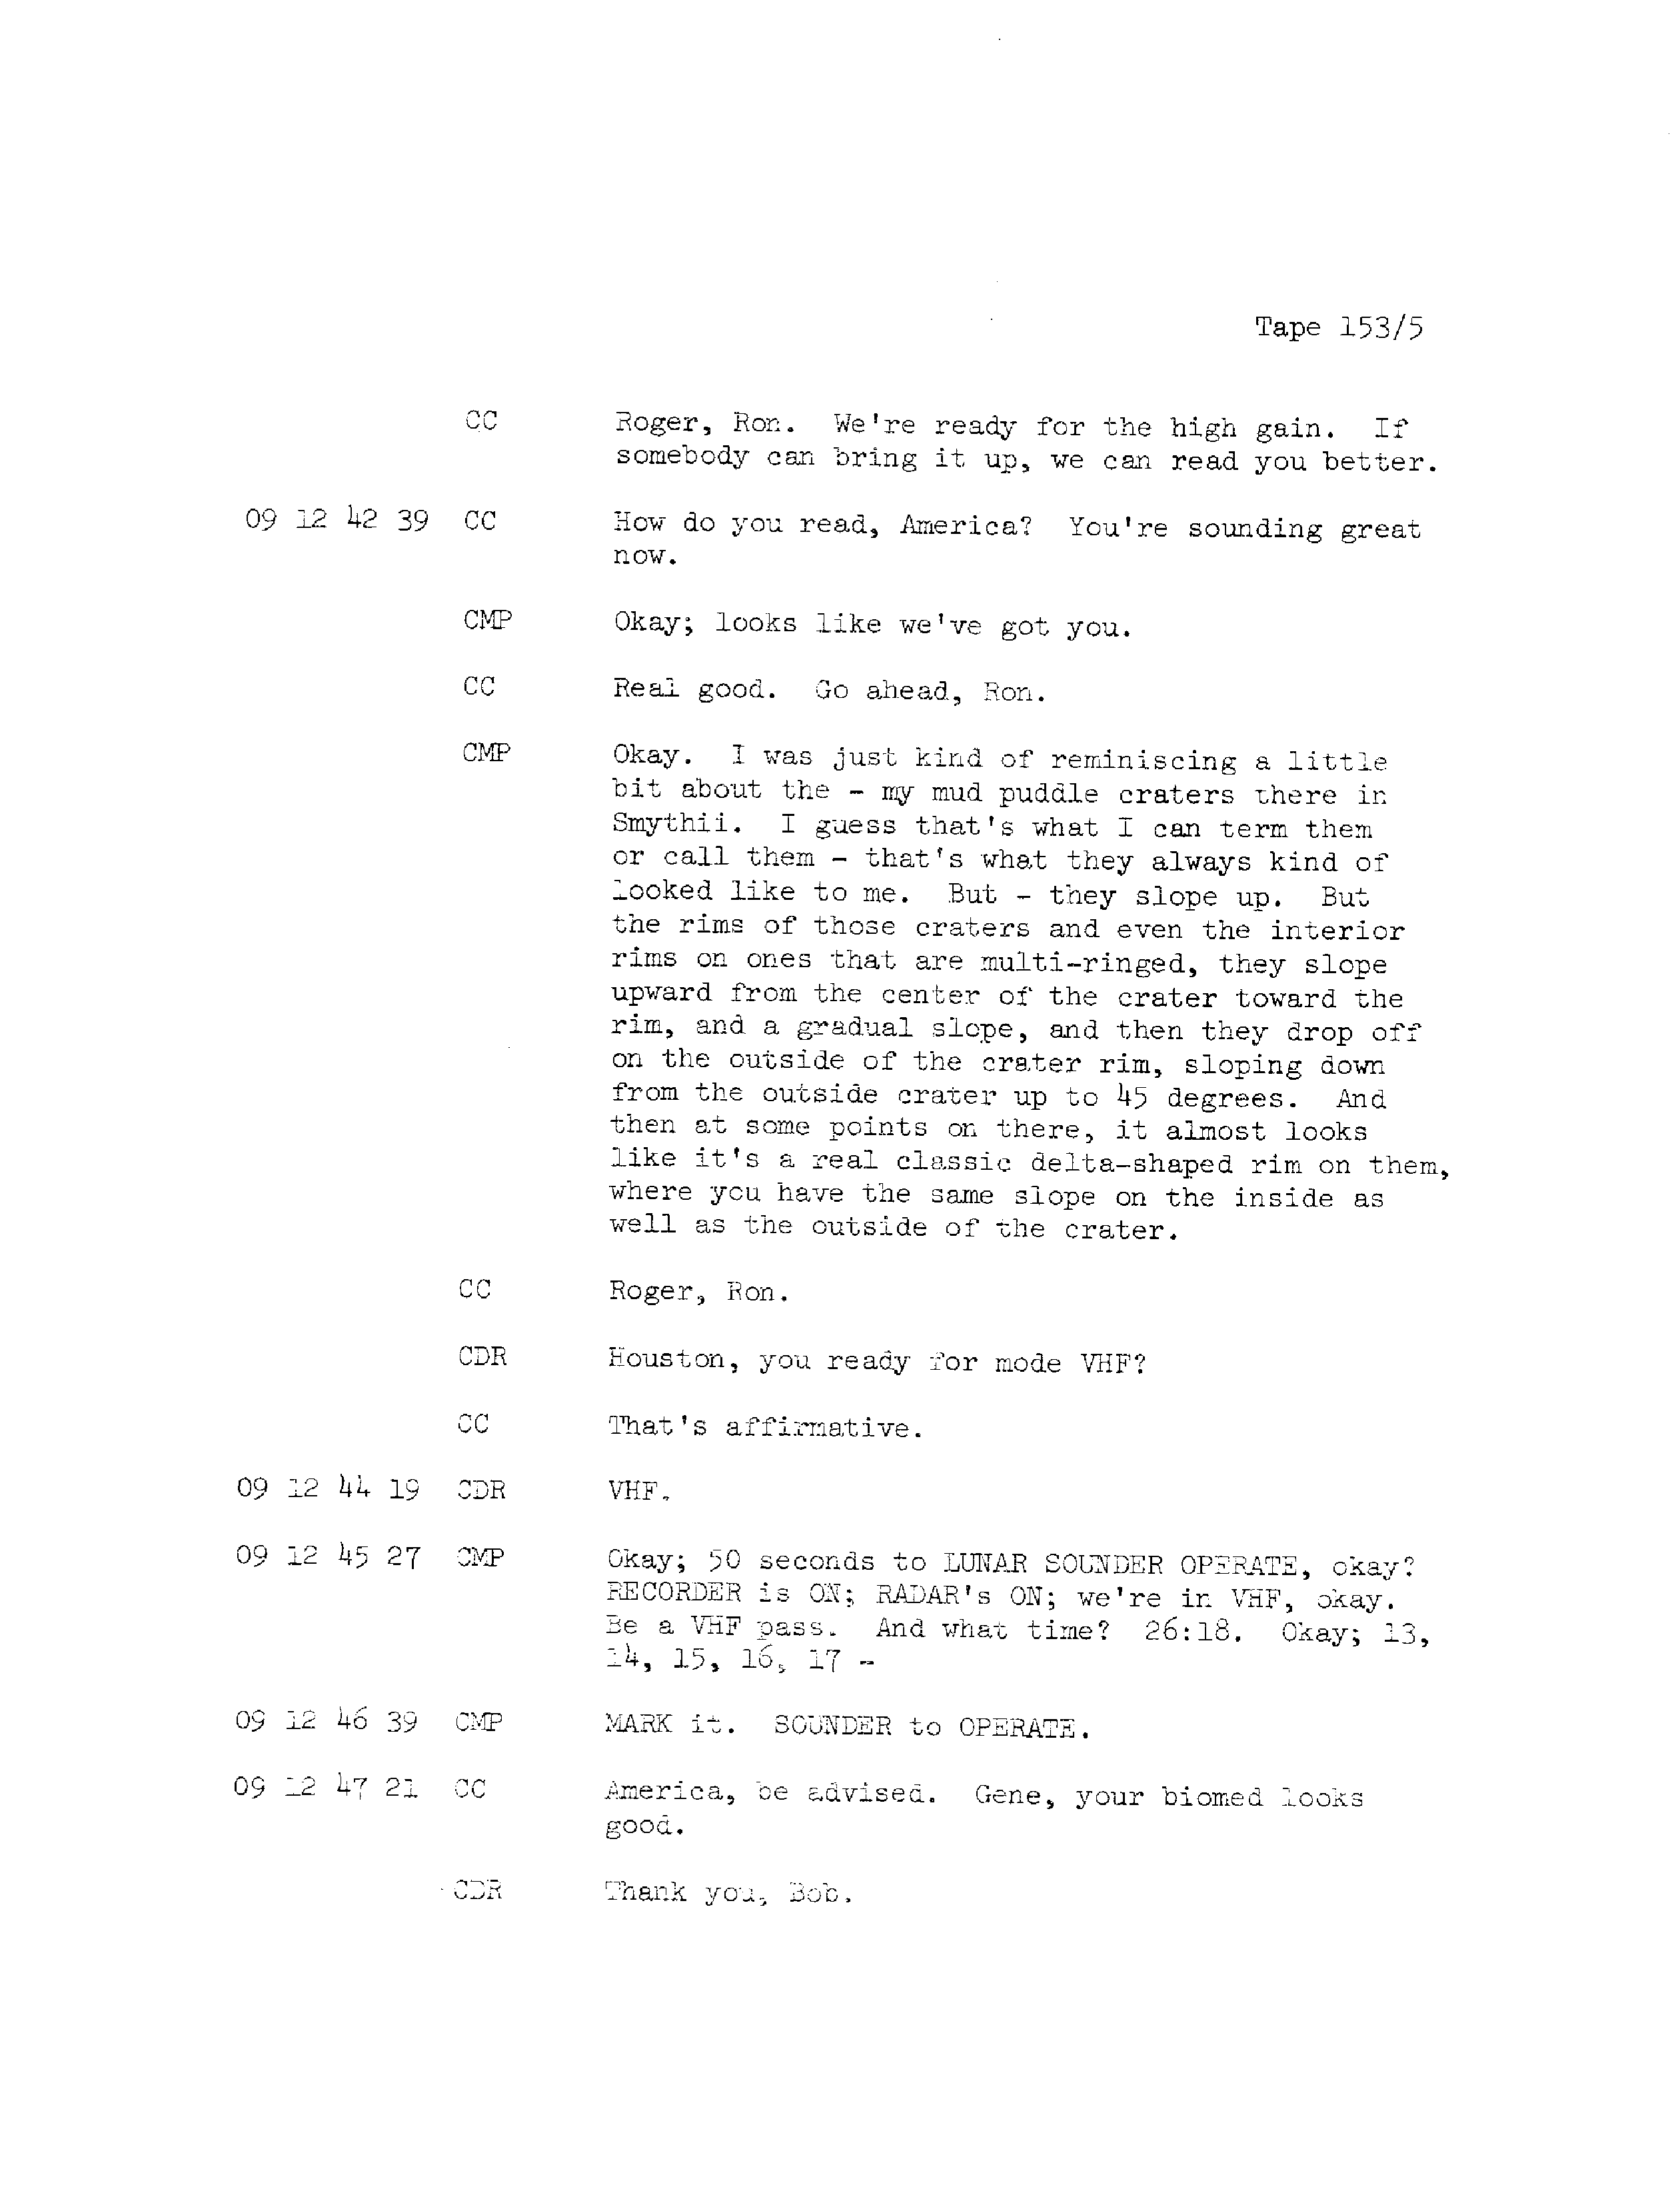 Tape 153/5
CC Roger, Ron. We're ready for the high gain. If
somebody can bring it up, we can read you better.
09 12 42 39 CC How do you read, America? You're sounding great
now.
CMP Okay; looks like we've got you.
CC Real good. Go ahead, Ron.
CMP Okay. I was just kind of reminiscing a little
bit about the - my mud puddle craters there in
Smythii. I guess that's what I can term them
or call them - that's what they always kind of
looked like to me. But - they slope up. But
the rims of those craters and even the interior
rims on ones that are multi-ringed, they slope
upward from the center of the crater toward the
rim, and a gradual slope, and then they drop off
on the outside of the crater rim, sloping down
from the outside crater up to 45 degrees. And
then at some points on there, it almost looks
like it's a real classic delta-shaped rim on them,
where you have the same slope on the inside as
well as the outside of the crater.
CC Roger, Ron.
CDR Houston, you ready for mode VHF?
CC That's affirmative.
09 12 44 19 CDR VHF.
09 12 45 27 CMP Okay; 50 seconds to LUNAR SOUNDER OPERATE, okay?
RECORDER is ON; RADAR's ON; we're in VHF, okay.
Be a VHF pass. And what time? 26:18. Okay; 13,
14, 15, 16, 17 -
09 12 46 39 CMP MARK it. SOUNDER to OPERATE.
09 12 47 21 CC America, be advised. Gene, your biomed looks
good.
CDR Thank you, Bob.